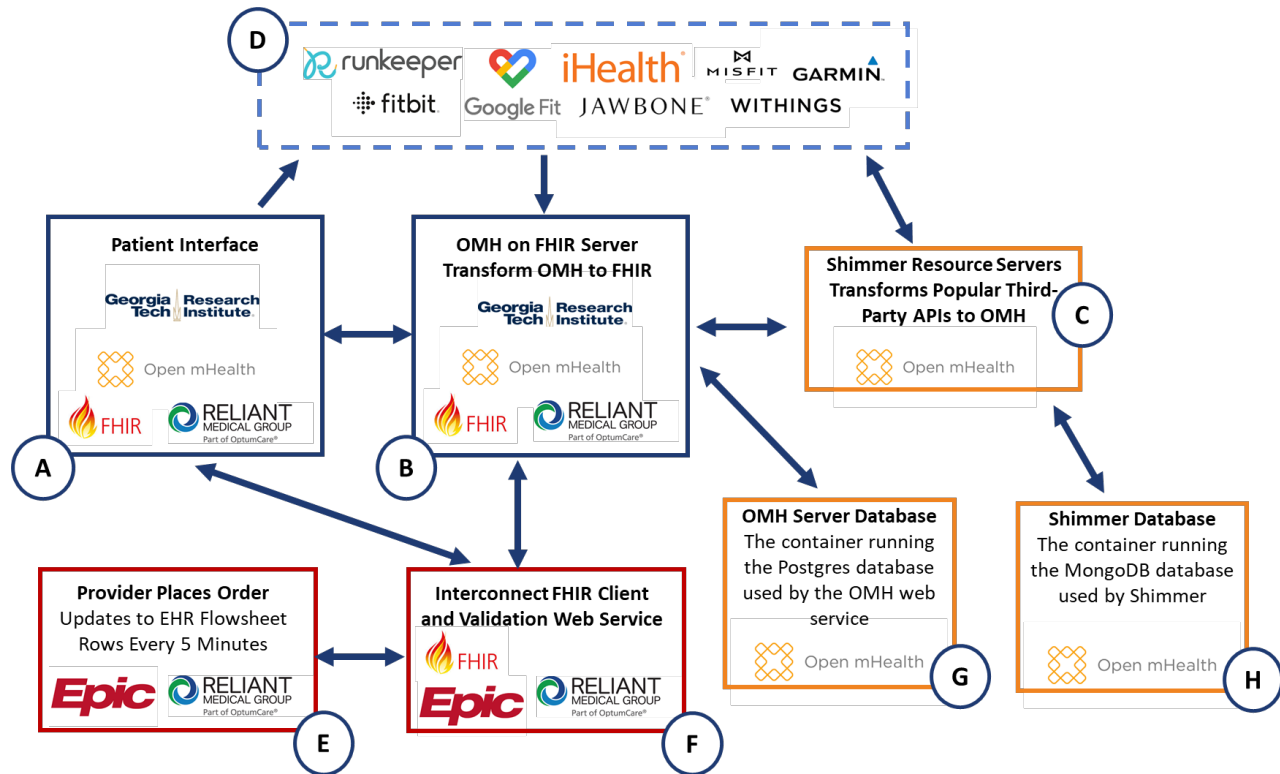 D
runkeeper
fitbit
Google Fit
iHealth®
JAWBONE®
MISFIT
GARMIN
WITHINGS
Patient Interface
Georgia Research
Tech Institute
Open mHealth
FHIR
RELIANT
MEDICAL GROUP
Part of OptumCare®
A
OMH on FHIR Server
Transform OMH to FHIR
Georgia Research
Tech Institute
Open mHealth
FHIR
RELIANT
MEDICAL GROUP
Part of OptumCare®
B
Shimmer Resource Servers
Transforms Popular Third-
Party APIs to OMH
Open mHealth
C
Provider Places Order
Updates to EHR Flowsheet
Rows Every 5 Minutes
Epic
RELIANT
MEDICAL GROUP
Part of OptumCare®
E
Interconnect FHIR Client
and Validation Web Service
FHIR
Epic
RELIANT
MEDICAL GROUP
Part of OptumCare®
F
OMH Server Database
The container running
the Postgres database
used by the OMH web
service
Open mHealth
G
Shimmer Database
The container running
the MongoDB database
used by Shimmer
Open mHealth
H